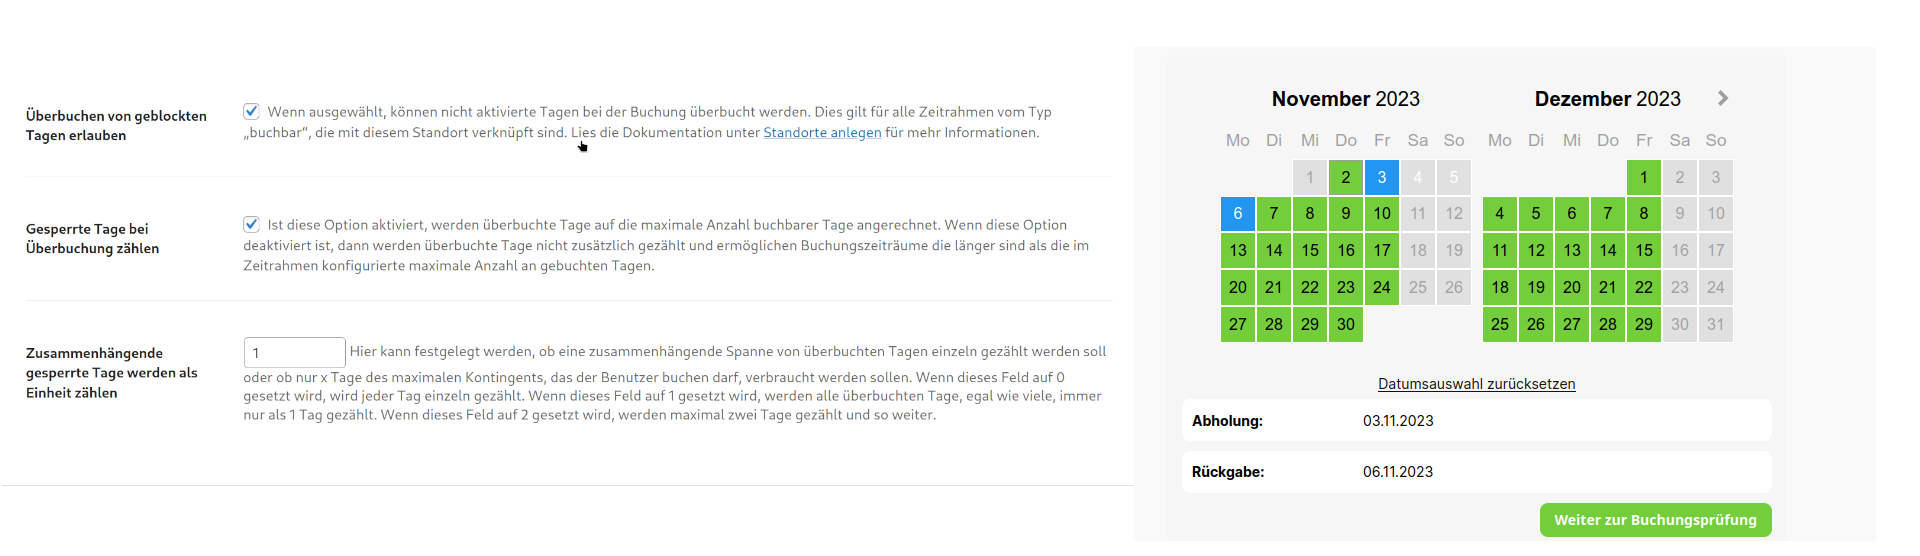 Überbuchen von geblockten
Tagen erlauben
Wenn ausgewählt, können nicht aktivierte Tagen bei der Buchung überbucht werden. Dies gilt für alle Zeitrahmen vom Typ
„buchbar“, die mit diesem Standort verknüpft sind. Lies die Dokumentation unter Standorte anlegen für mehr Informationen.
Gesperrte Tage bei
Überbuchung zählen
Ist diese Option aktiviert, werden überbuchte Tage auf die maximale Anzahl buchbarer Tage angerechnet. Wenn diese Option
deaktiviert ist, dann werden überbuchte Tage nicht zusätzlich gezählt und ermöglichen Buchungszeiträume die länger sind als die im
Zeitrahmen konfigurierte maximale Anzahl an gebuchten Tagen.
Zusammenhängende
gesperrte Tage werden als
Einheit zählen
1 Hier kann festgelegt werden, ob eine zusammenhängende Spanne von überbuchten Tagen einzeln gezählt werden soll
oder ob nur x Tage des maximalen Kontingents, das der Benutzer buchen darf, verbraucht werden sollen. Wenn dieses Feld auf 0
gesetzt wird, wird jeder Tag einzeln gezählt. Wenn dieses Feld auf 1 gesetzt wird, werden alle überbuchten Tage, egal wie viele, immer
nur als 1 Tag gezählt. Wenn dieses Feld auf 2 gesetzt wird, werden maximal zwei Tage gezählt und so weiter.
November 2023
Mo Di Mi Do Fr Sa So
1 2 3 4 5
6 7 8 9 10 11 12
13 14 15 16 17 18 19
20 21 22 23 24 25 26
27 28 29 30
Dezember 2023
Mo Di Mi Do Fr Sa So
1 2 3
4 5 6 7 8 9 10
11 12 13 14 15 16 17
18 19 20 21 22 23 24
25 26 27 28 29 30 31
Datumsauswahl zurücksetzen
Abholung: 03.11.2023
Rückgabe: 06.11.2023
Weiter zur Buchungsprüfung